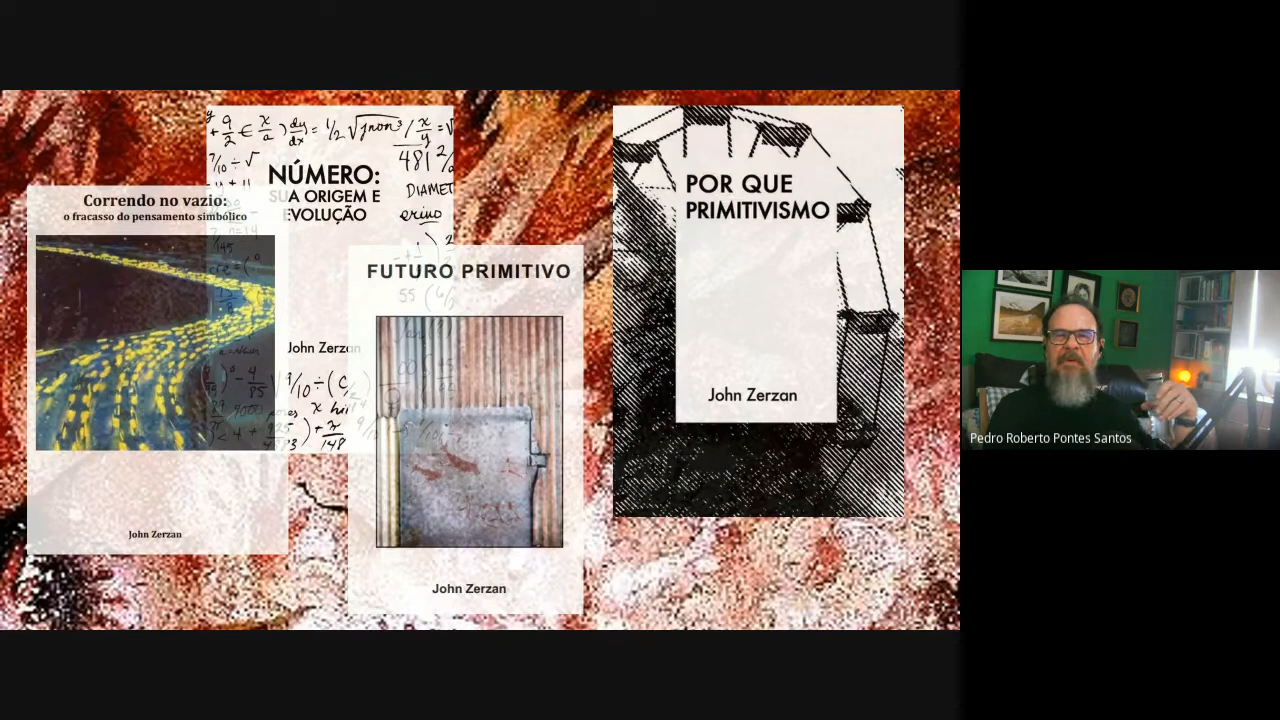 Correndo no vazio:
o fracasso do pensamento simbólico
John Zerzan
NÚMERO:
SUA ORIGEM E
EVOLUÇÃO
John Zerzan
FUTURO PRIMITIVO
John Zerzan
POR QUE
PRIMITIVISMO
John Zerzan
Pedro Roberto Pontes Santos